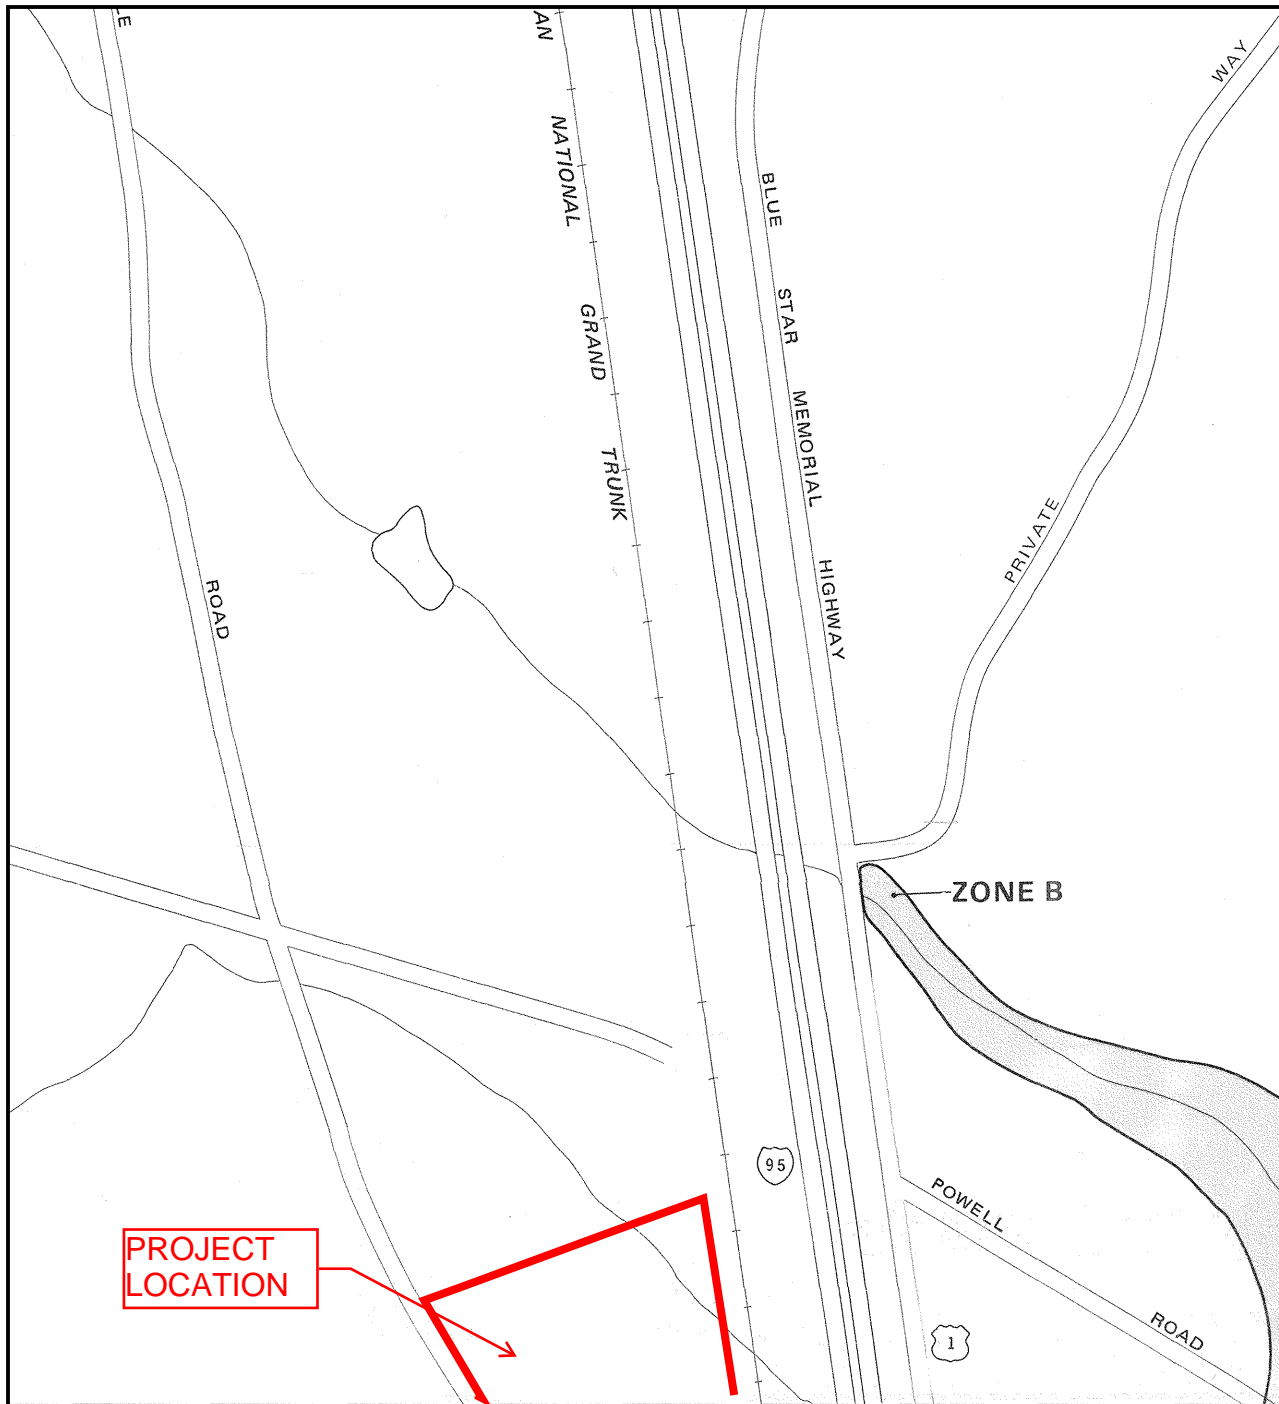 AN
NATIONAL
GRAND
TRUNK
BLUE
STAR
MEMORIAL
HIGHWAY
WAY
PRIVATE
ROAD
ZONE B
95
POWELL
ROAD
1
PROJECT
LOCATION